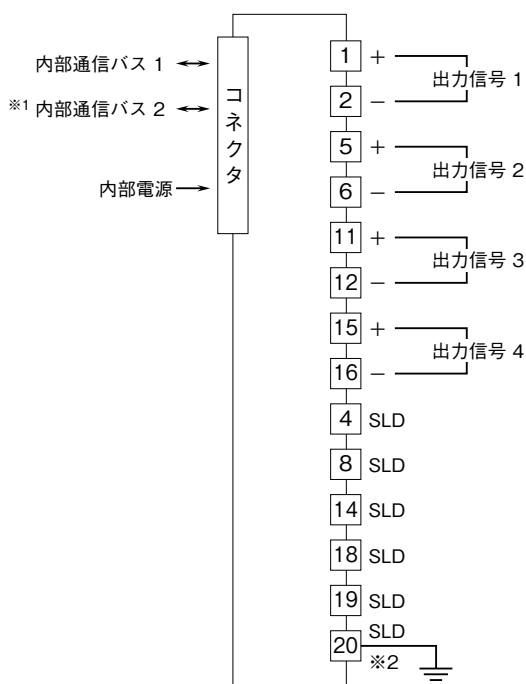 内部通信バス 1
※1 内部通信バス 2
内部電源
コネクタ
1 +
出力信号 1
2 −
5 +
出力信号 2
6 −
11 +
出力信号 3
12 −
15 +
出力信号 4
16 −
4 SLD
8 SLD
14 SLD
18 SLD
19 SLD
20 SLD
※2